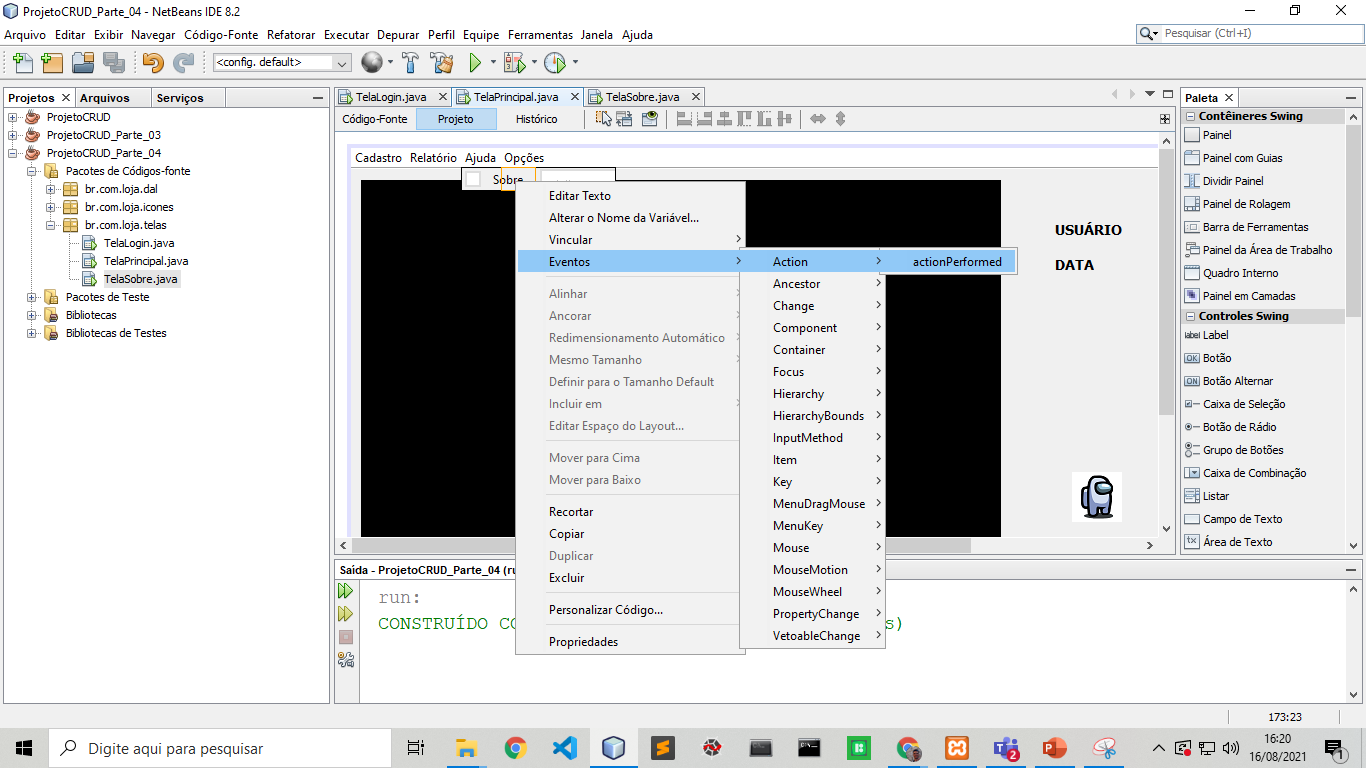 ProjetoCRUD_Parte_04 - NetBeans IDE 8.2
Arquivo Editar Exibir Navegar Código-Fonte Refatorar Executar Depurar Perfil Equipe Ferramentas Janela Ajuda
Pesquisar (Ctrl+I)
<config. default>
Projetos
Arquivos
Serviços
ProjetoCRUD
ProjetoCRUD_Parte_03
ProjetoCRUD_Parte_04
Pacotes de Códigos-fonte
br.com.loja.dal
br.com.loja.icones
br.com.loja.telas
TelaLogin.java
TelaPrincipal.java
TelaSobre.java
Pacotes de Teste
Bibliotecas
Bibliotecas de Testes
TelaLogin.java
TelaPrincipal.java
TelaSobre.java
Código-Fonte
Projeto
Histórico
Cadastro Relatório Ajuda Opções
Sobre
USUÁRIO
DATA
Editar Texto
Alterar o Nome da Variável...
Vincular
Eventos
Alinhar
Ancorar
Redimensionamento Automático
Mesmo Tamanho
Definir para o Tamanho Default
Incluir em
Editar Espaço do Layout...
Mover para Cima
Mover para Baixo
Recortar
Copiar
Duplicar
Excluir
Personalizar Código...
Propriedades
Action
Ancestor
Change
Component
Container
Focus
Hierarchy
HierarchyBounds
InputMethod
Item
Key
MenuDragMouse
MenuKey
Mouse
MouseMotion
MouseWheel
PropertyChange
VetoableChange
actionPerformed
Paleta
Contêineres Swing
Painel
Painel com Guias
Dividir Painel
Painel de Rolagem
Barra de Ferramentas
Painel da Área de Trabalho
Quadro Interno
Painel em Camadas
Controles Swing
Label
Botão
Botão Alternar
Caixa de Seleção
Botão de Rádio
Grupo de Botões
Caixa de Combinação
Listar
Campo de Texto
Área de Texto
Saída - ProjetoCRUD_Parte_04 (ru
run:
CONSTRUÍDO CO
s)
173:23
Digite aqui para pesquisar
2
16:20
16/08/2021
1